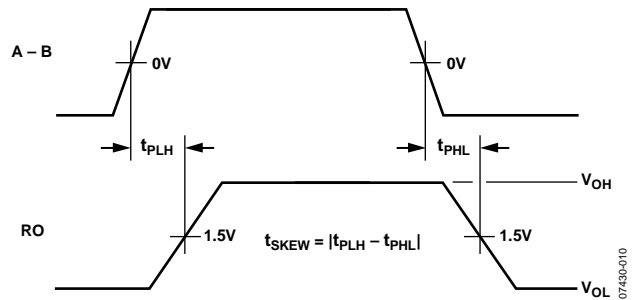 A – B
0V
0V
tPLH
tPHL
VOH
RO
1.5V
tSKEW = |tPLH – tPHL|
1.5V
VOL
07430-010